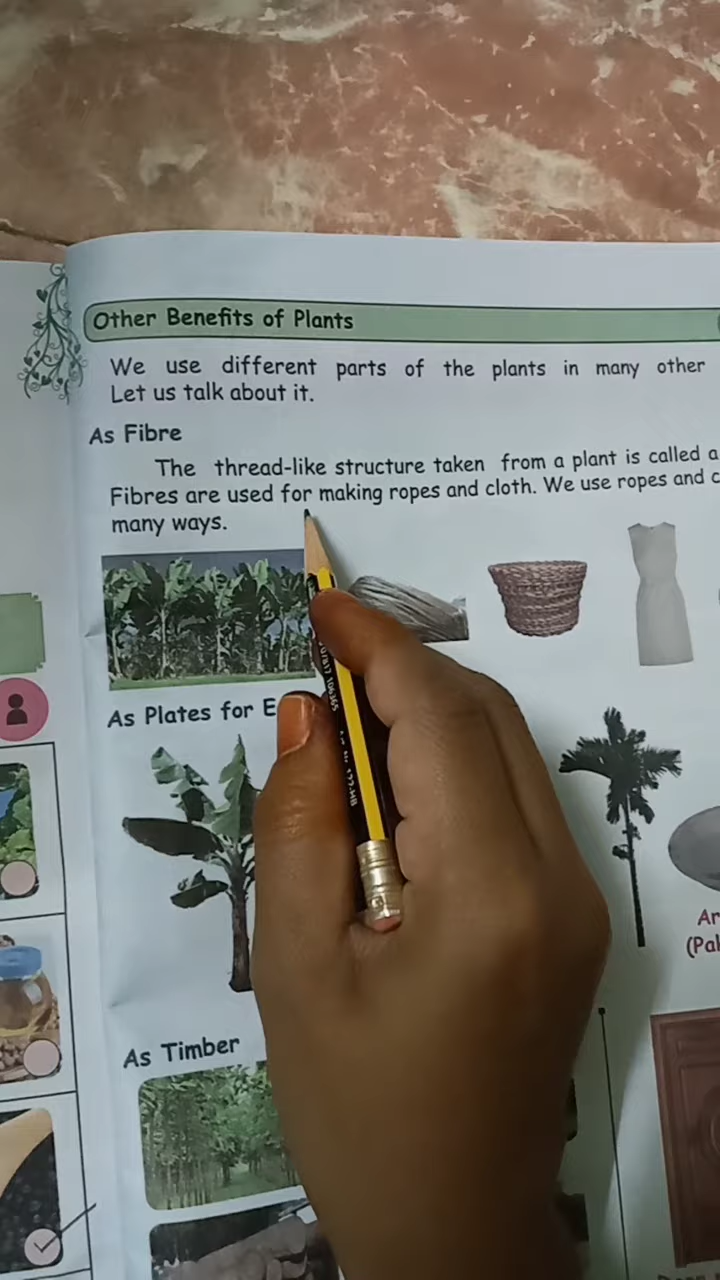 Other Benefits of Plants
We use different parts of the plants in many other
Let us talk about it.
As Fibre
The thread-like structure taken from a plant is called a
Fibres are used for making ropes and cloth. We use ropes and
many ways.
As Plates for
As Timber